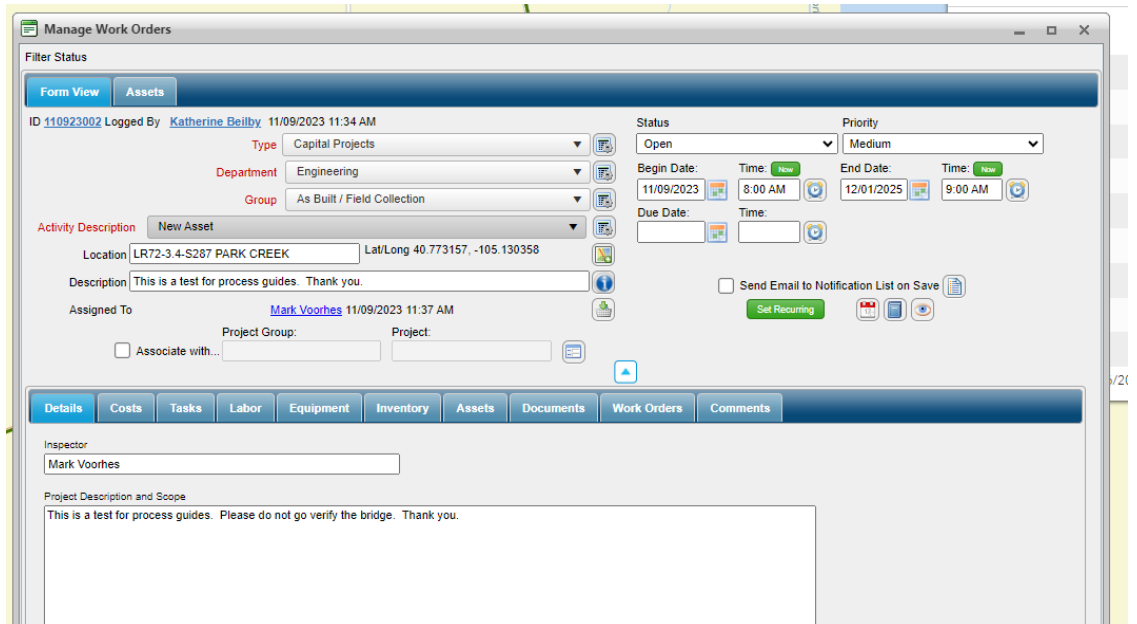 Manage Work Orders
Filter Status
Form View Assets
ID 110923002 Logged By Katherine Beilby 11/09/2023 11:34 AM
Status Priority
Type Capital Projects
Open Medium
Department Engineering
Begin Date: Time: Now End Date: Time: Now
11/09/2023 8:00 AM 12/01/2025 9:00 AM
Group As Built / Field Collection
Due Date: Time:
Activity Description New Asset
Location LR72-3.4-S287 PARK CREEK Lat/Long 40.773157, -105.130358
Description This is a test for process guides. Thank you.
Send Email to Notification List on Save
Assigned To Mark Voorhes 11/09/2023 11:37 AM
Set Recurring
Project Group: Project:
Associate with...
Details Costs Tasks Labor Equipment Inventory Assets Documents Work Orders Comments
Inspector
Mark Voorhes
Project Description and Scope
This is a test for process guides. Please do not go verify the bridge. Thank you.